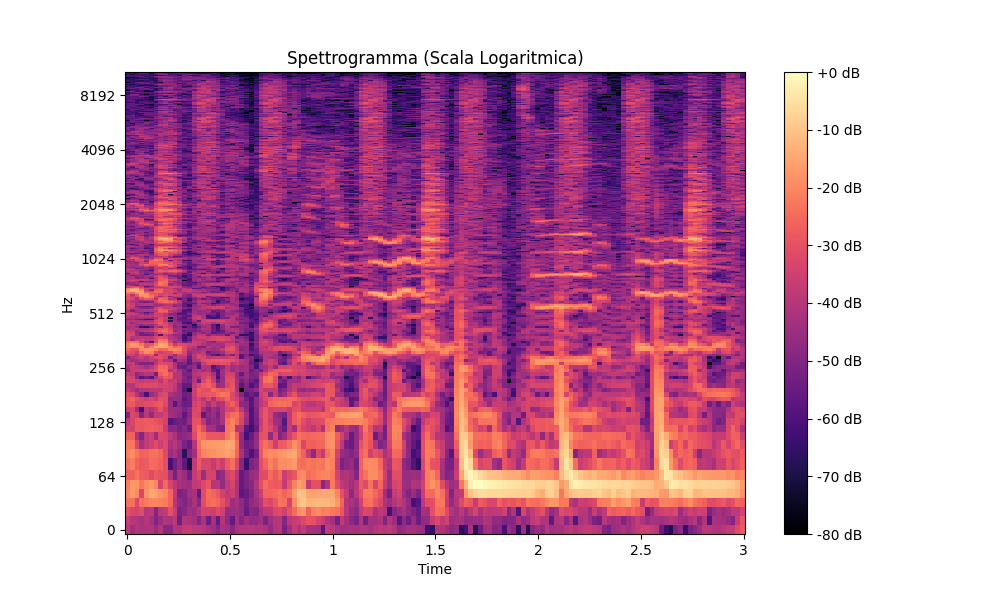 Spettrogramma (Scala Logaritmica)
Hz
8192
4096
2048
1024
512
256
128
64
0
0 0.5 1 1.5 2 2.5 3
Time
+0 dB
-10 dB
-20 dB
-30 dB
-40 dB
-50 dB
-60 dB
-70 dB
-80 dB